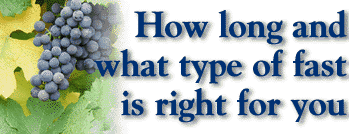 How long and
what type of fast
is right for you